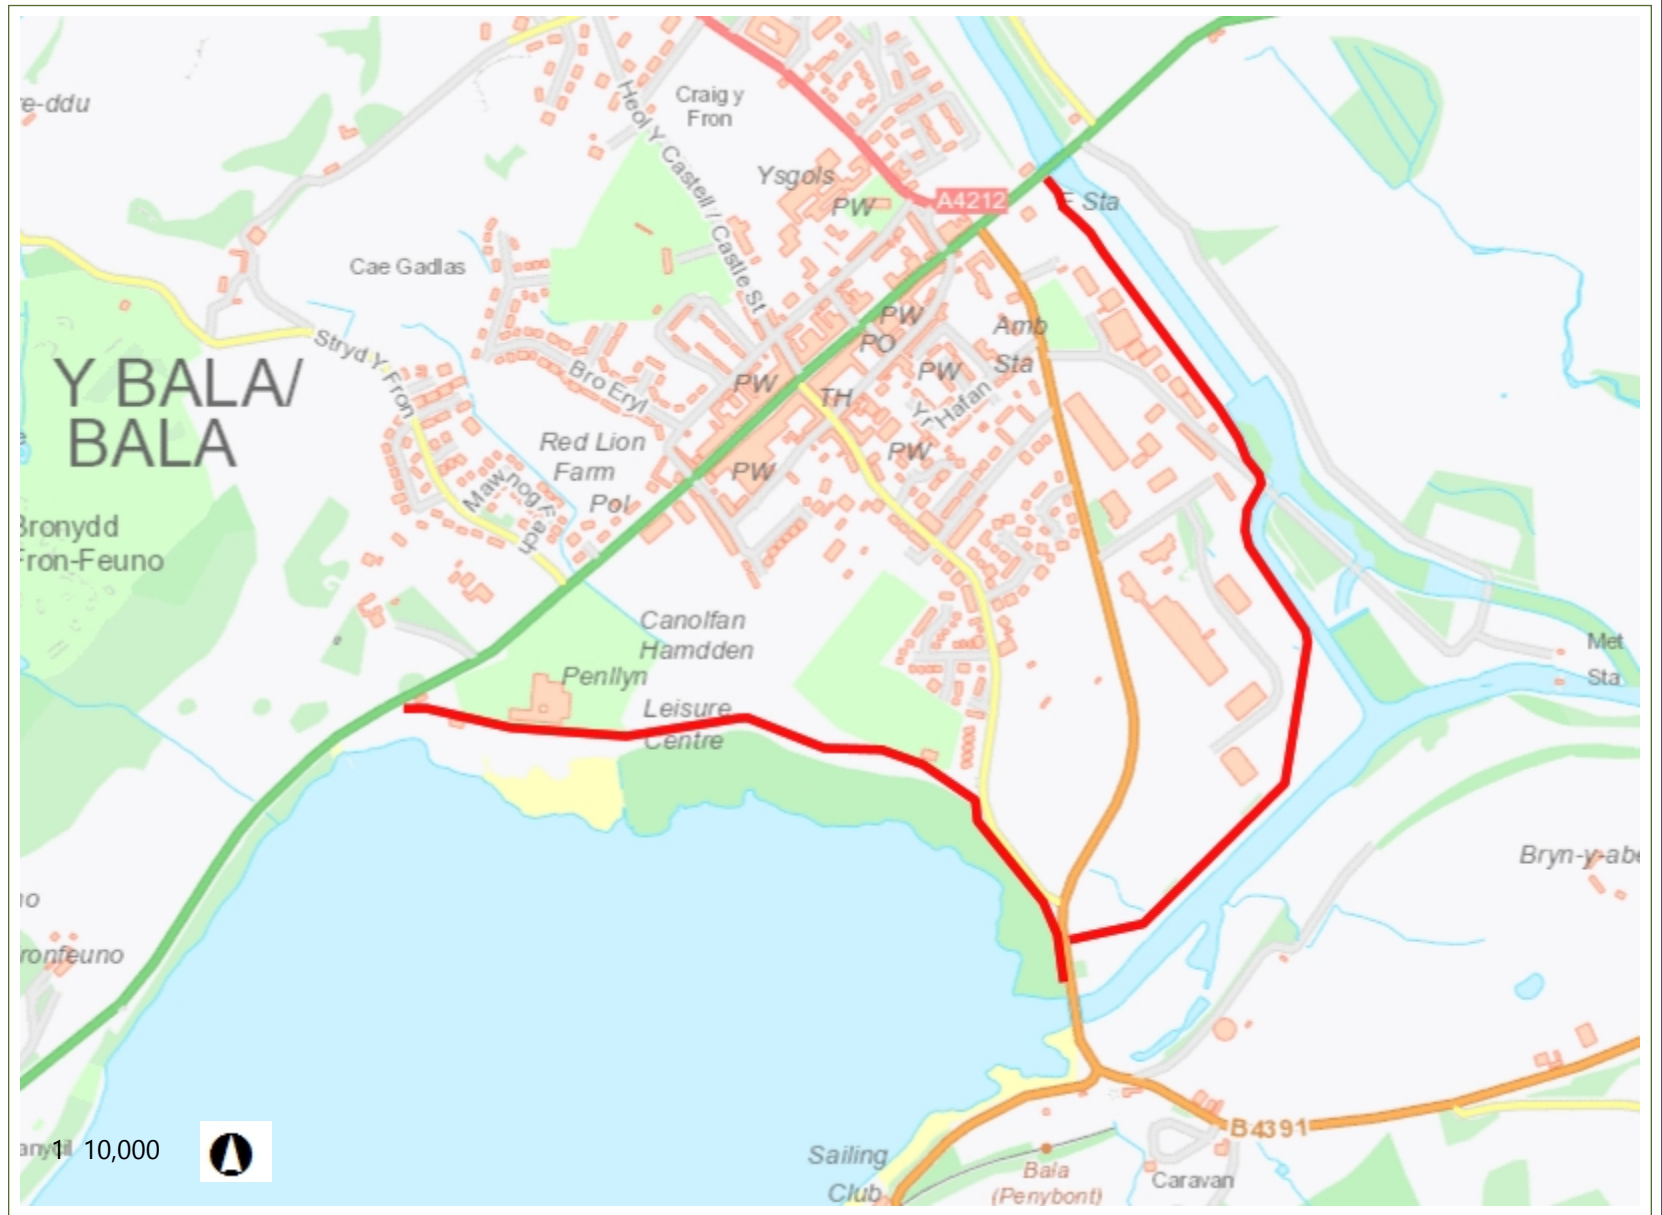 re-ddu
Craig y
Fron
Heol Y Castell / Castle St
Ysgols
PW
A4212
F Sta
Cae Gadlas
Stryd Y Fron
Y BALA/
BALA
Bro Eryl
PW
PO
Amb
Sta
PW
TH
PW
Yr Hafan
Red Lion
Farm
PW
PW
Pol
Mawnog Fach
Bronydd
Fron-Feuno
Canolfan
Hamdden
Penllyn
Leisure
Centre
Met
Sta
Bryn-y-abe
no
ronfeuno
B4391
1 10,000
Sailing
Club
Bala
(Penybont)
Caravan